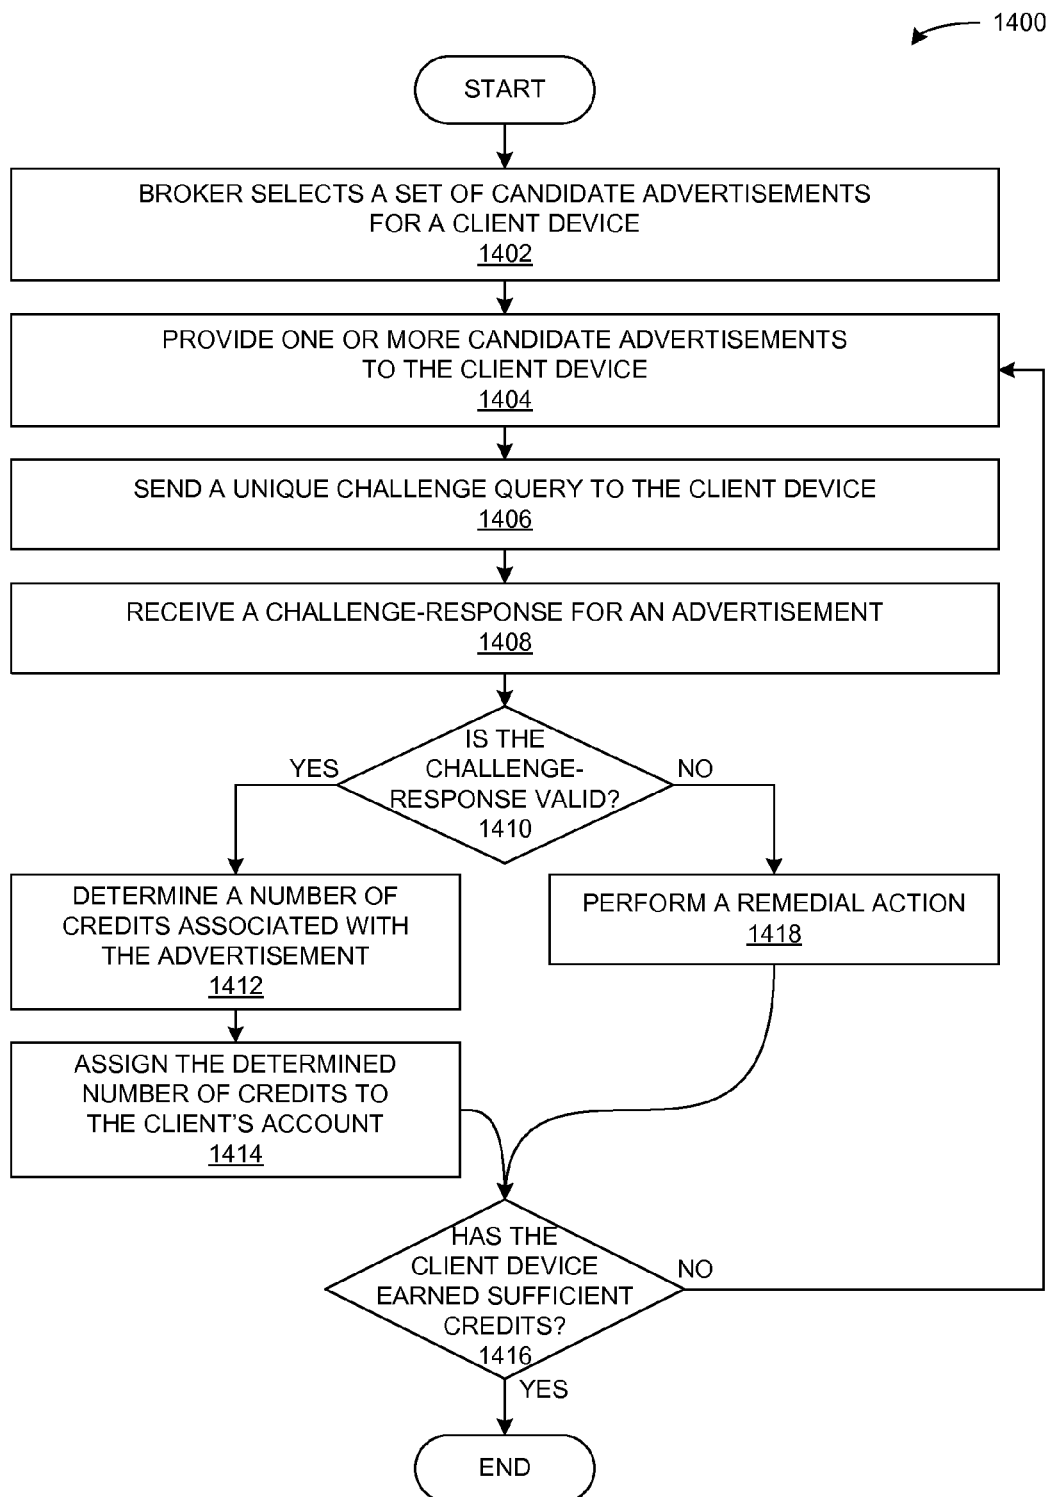 1400
START
BROKER SELECTS A SET OF CANDIDATE ADVERTISEMENTS
FOR A CLIENT DEVICE
1402
PROVIDE ONE OR MORE CANDIDATE ADVERTISEMENTS
TO THE CLIENT DEVICE
1404
SEND A UNIQUE CHALLENGE QUERY TO THE CLIENT DEVICE
1406
RECEIVE A CHALLENGE-RESPONSE FOR AN ADVERTISEMENT
1408
IS THE
CHALLENGE-
RESPONSE VALID?
1410
YES
NO
DETERMINE A NUMBER OF
CREDITS ASSOCIATED WITH
THE ADVERTISEMENT
1412
PERFORM A REMEDIAL ACTION
1418
ASSIGN THE DETERMINED
NUMBER OF CREDITS TO
THE CLIENT'S ACCOUNT
1414
HAS THE
CLIENT DEVICE
EARNED SUFFICIENT
CREDITS?
1416
NO
YES
END